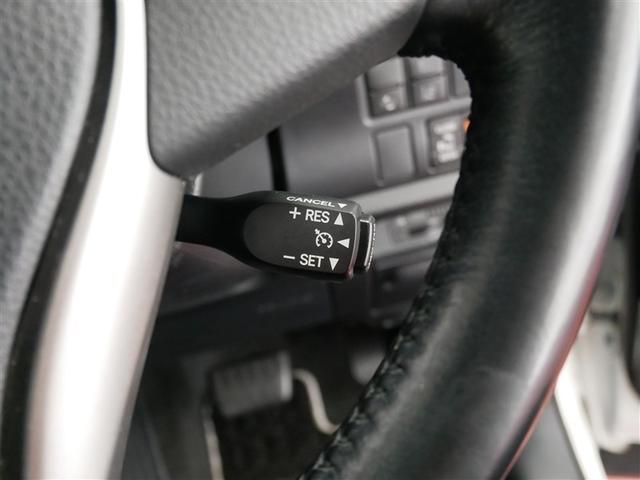 CANCEL ▼
+ RES ▲
◀
− SET ▼